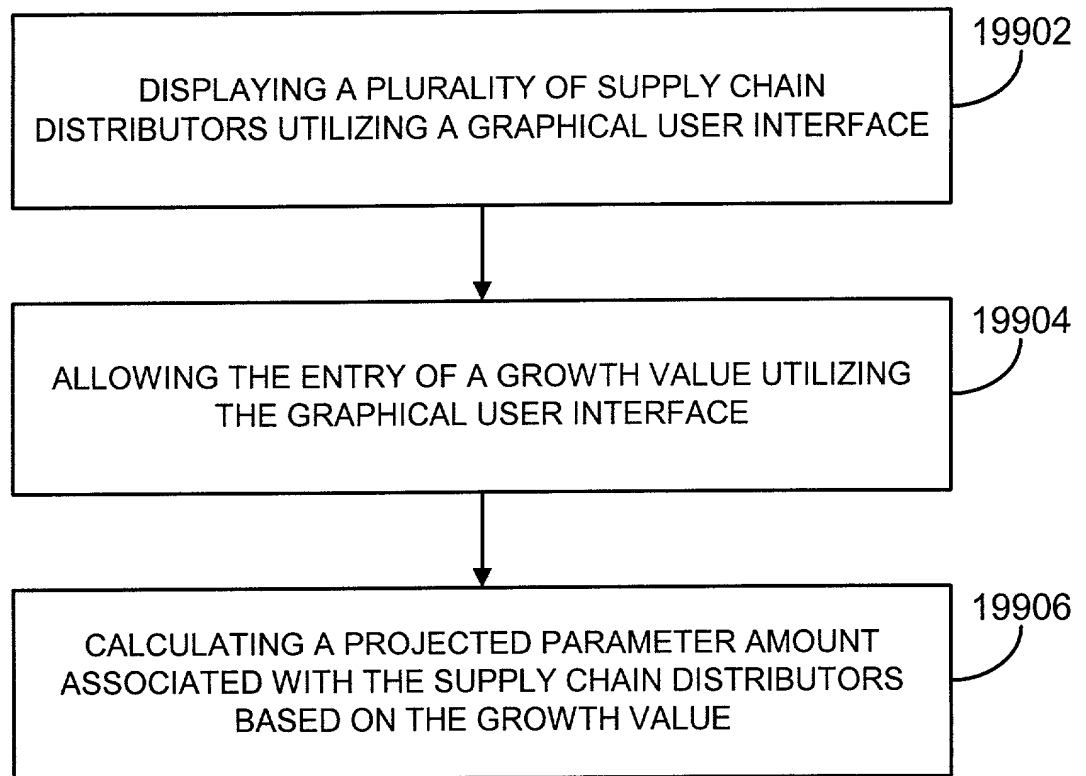 19902
DISPLAYING A PLURALITY OF SUPPLY CHAIN
DISTRIBUTORS UTILIZING A GRAPHICAL USER INTERFACE
19904
ALLOWING THE ENTRY OF A GROWTH VALUE UTILIZING
THE GRAPHICAL USER INTERFACE
19906
CALCULATING A PROJECTED PARAMETER AMOUNT
ASSOCIATED WITH THE SUPPLY CHAIN DISTRIBUTORS
BASED ON THE GROWTH VALUE